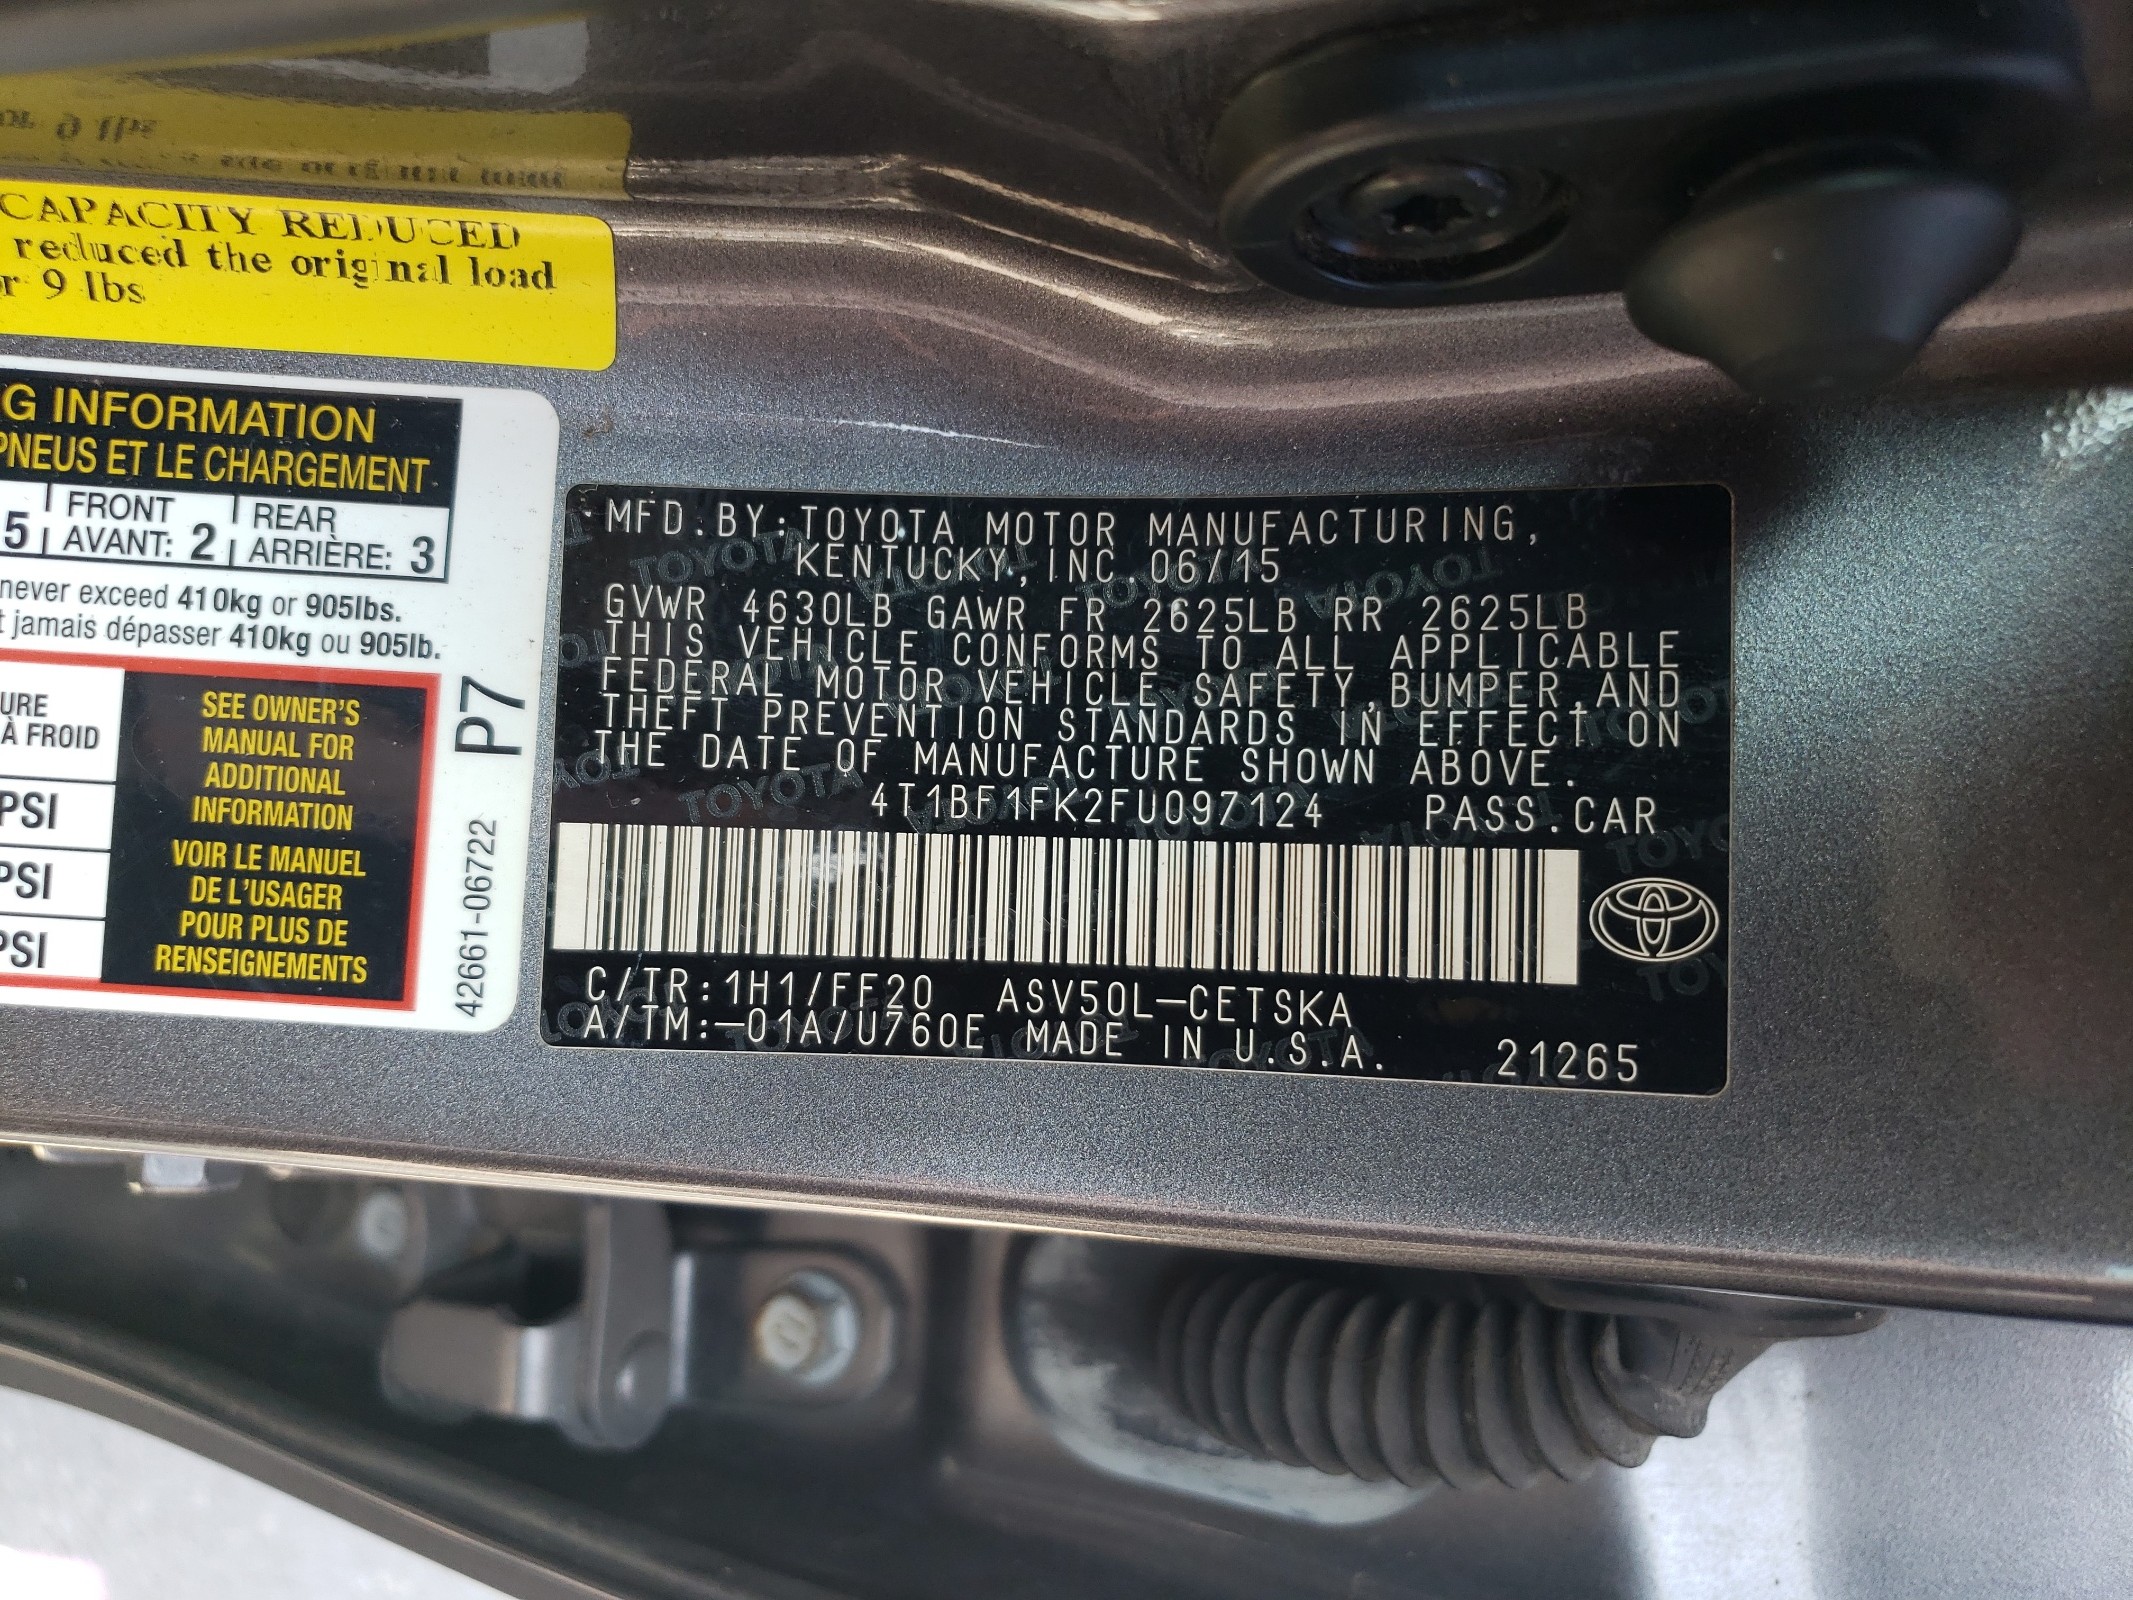 CAPACITY REDUCED
reduced the original load
r 9 lbs
G INFORMATION
PNEUS ET LE CHARGEMENT
5 FRONT AVANT: 2 REAR ARRIÈRE: 3
never exceed 410kg or 905lbs.
t jamais dépasser 410kg ou 905lb.
URE
À FROID
PSI
PSI
PSI
SEE OWNER'S
MANUAL FOR
ADDITIONAL
INFORMATION
VOIR LE MANUEL
DE L'USAGER
POUR PLUS DE
RENSEIGNEMENTS
P7
42661-06722
MFD.BY:TOYOTA MOTOR MANUFACTURING,
KENTUCKY,INC.06/15
GVWR 4630LB GAWR FR 2625LB RR 2625LB
THIS VEHICLE CONFORMS TO ALL APPLICABLE
FEDERAL MOTOR VEHICLE SAFETY,BUMPER,AND
THEFT PREVENTION STANDARDS IN EFFECT ON
THE DATE OF MANUFACTURE SHOWN ABOVE.
4T1BF1FK2FU097124 PASS.CAR
C/TR:1H1/FF20 ASV50L-CETSKA
A/TM:-01A/U760E MADE IN U.S.A. 21265